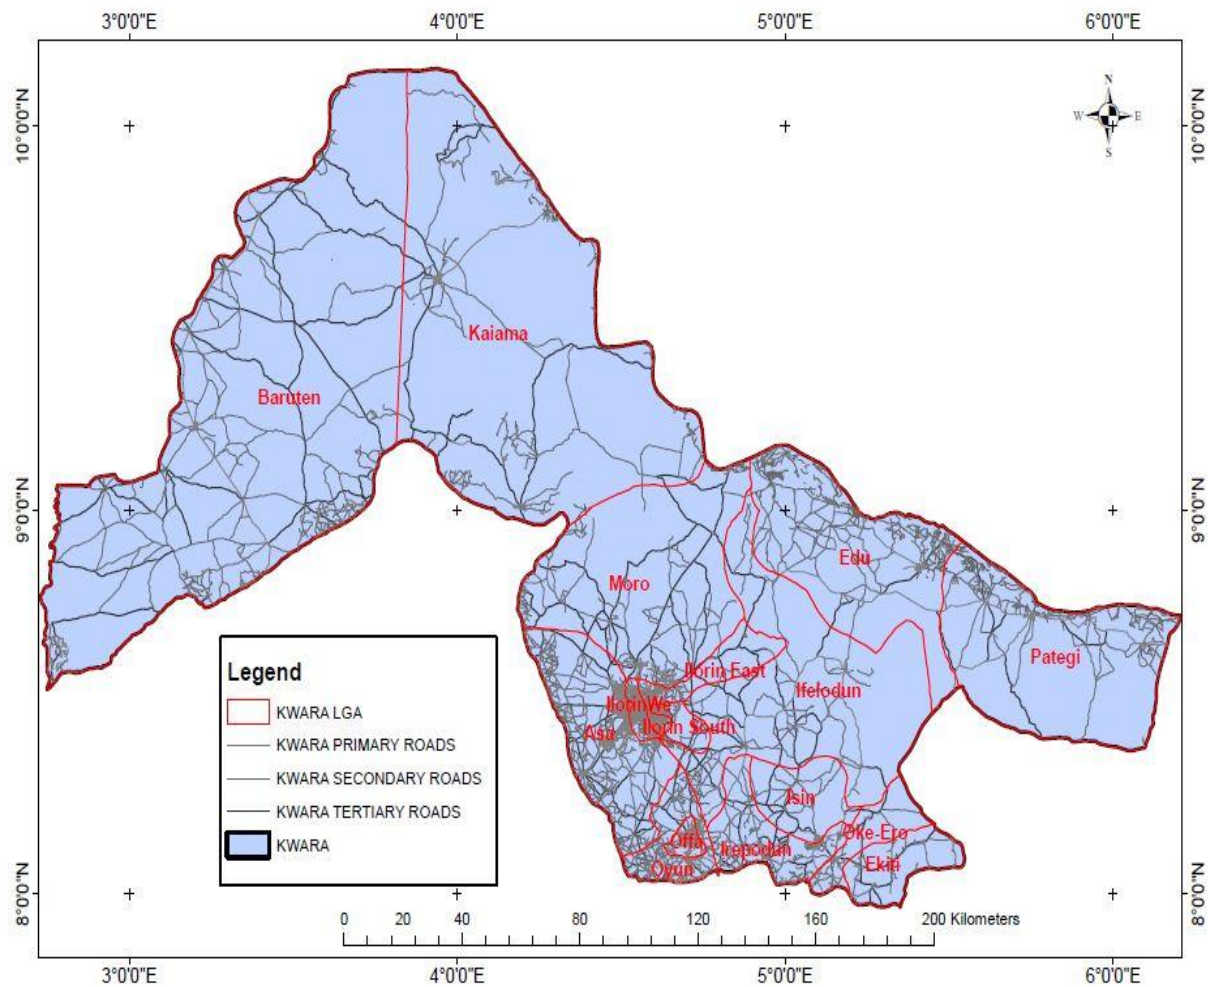 3°0'0"E 4°0'0"E 5°0'0"E 6°0'0"E
N
W E
S
10°0'0"N 10°0'0"N
Kaiama
Baruten
9°0'0"N 9°0'0"N
Edu
Moro
Pategi
Ilorin East
Ifelodun
IlorinWe
Ilorin South
Asa
Isin
Oke-Ero
Offa
Irepodun
Ekiti
Oyun
8°0'0"N 8°0'0"N
Legend
KWARA LGA
KWARA PRIMARY ROADS
KWARA SECONDARY ROADS
KWARA TERTIARY ROADS
KWARA
0 20 40 80 120 160 200 Kilometers
3°0'0"E 4°0'0"E 5°0'0"E 6°0'0"E